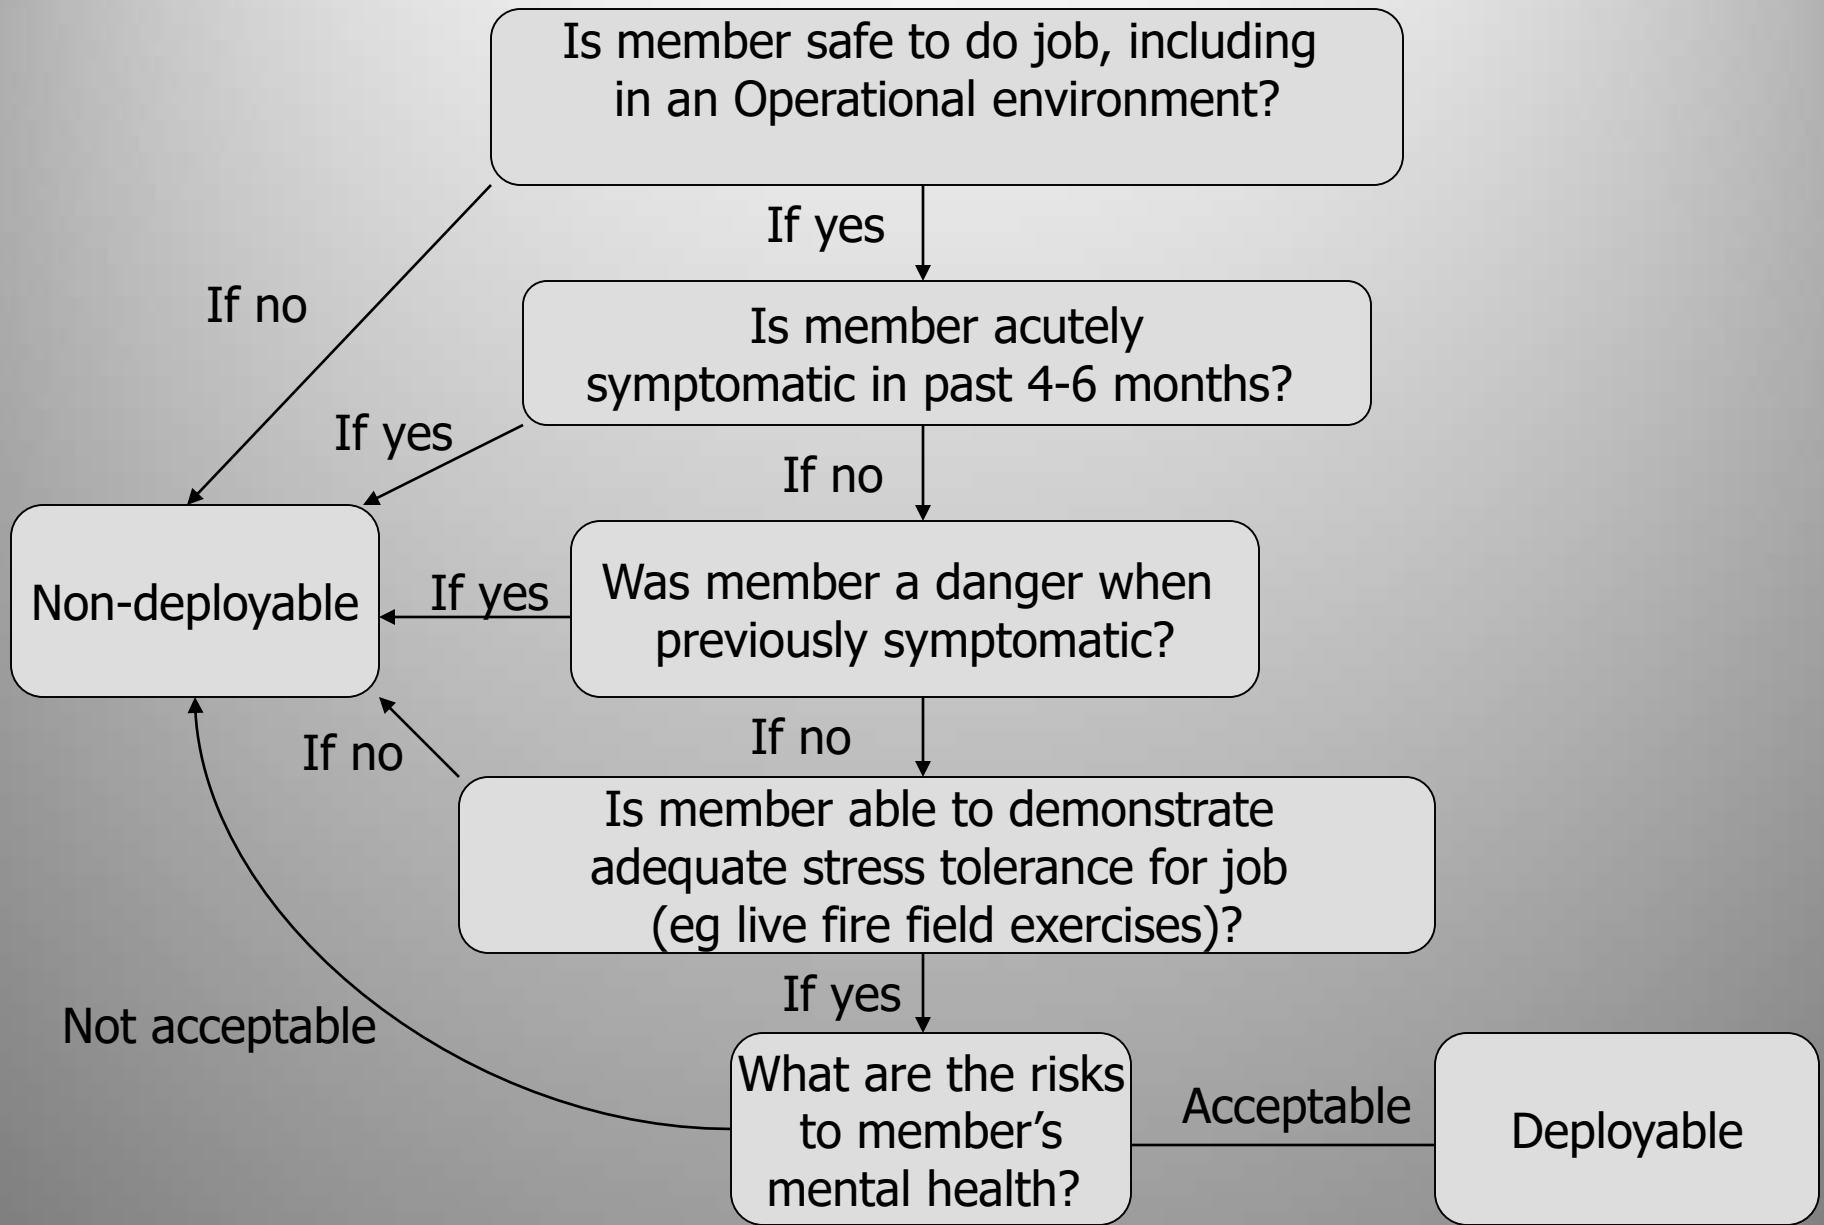 Is member safe to do job, including
in an Operational environment?
If yes
If no
Is member acutely
symptomatic in past 4-6 months?
If yes
If no
Non-deployable
If yes
Was member a danger when
previously symptomatic?
If no
If no
Is member able to demonstrate
adequate stress tolerance for job
(eg live fire field exercises)?
If yes
Not acceptable
What are the risks
to member’s
mental health?
Acceptable
Deployable